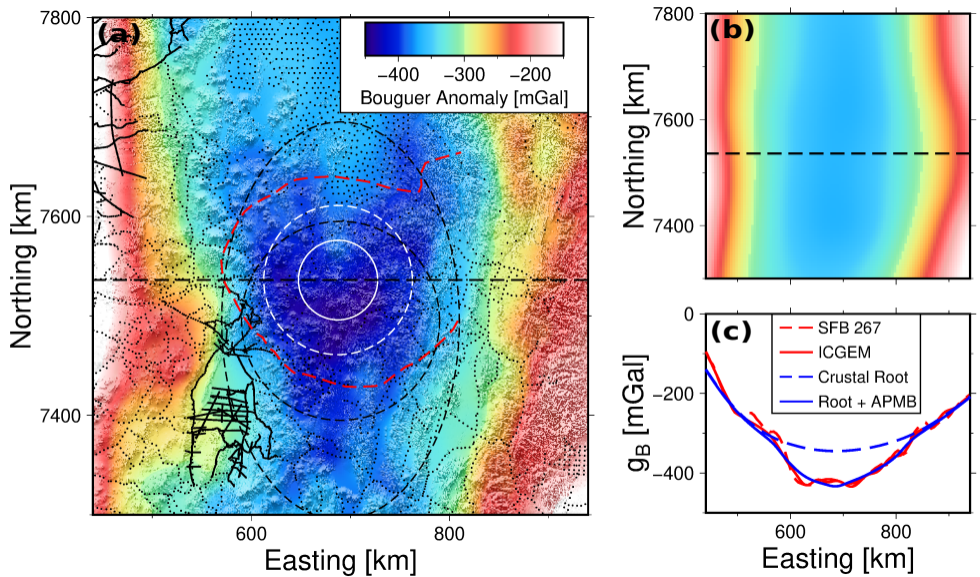 (a)
7800
7600
7400
600
800
Northing [km]
Easting [km]
−400
−300
−200
Bouguer Anomaly [mGal]
(b)
7800
7600
7400
Northing [km]
(c)
0
−200
−400
gB [mGal]
SFB 267
ICGEM
Crustal Root
Root + APMB
600
800
Easting [km]